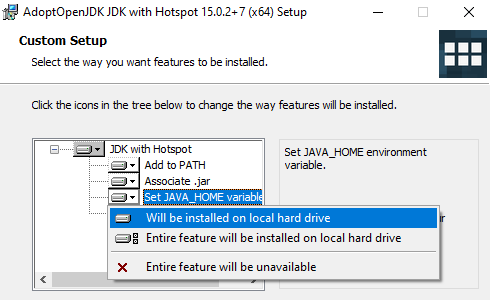 AdoptOpenJDK JDK with Hotspot 15.0.2+7 (x64) Setup
Custom Setup
Select the way you want features to be installed.
Click the icons in the tree below to change the way features will be installed.
JDK with Hotspot
Add to PATH
Associate .jar
Set JAVA_HOME variable
Set JAVA_HOME environment
variable.
Will be installed on local hard drive
Entire feature will be installed on local hard drive
Entire feature will be unavailable